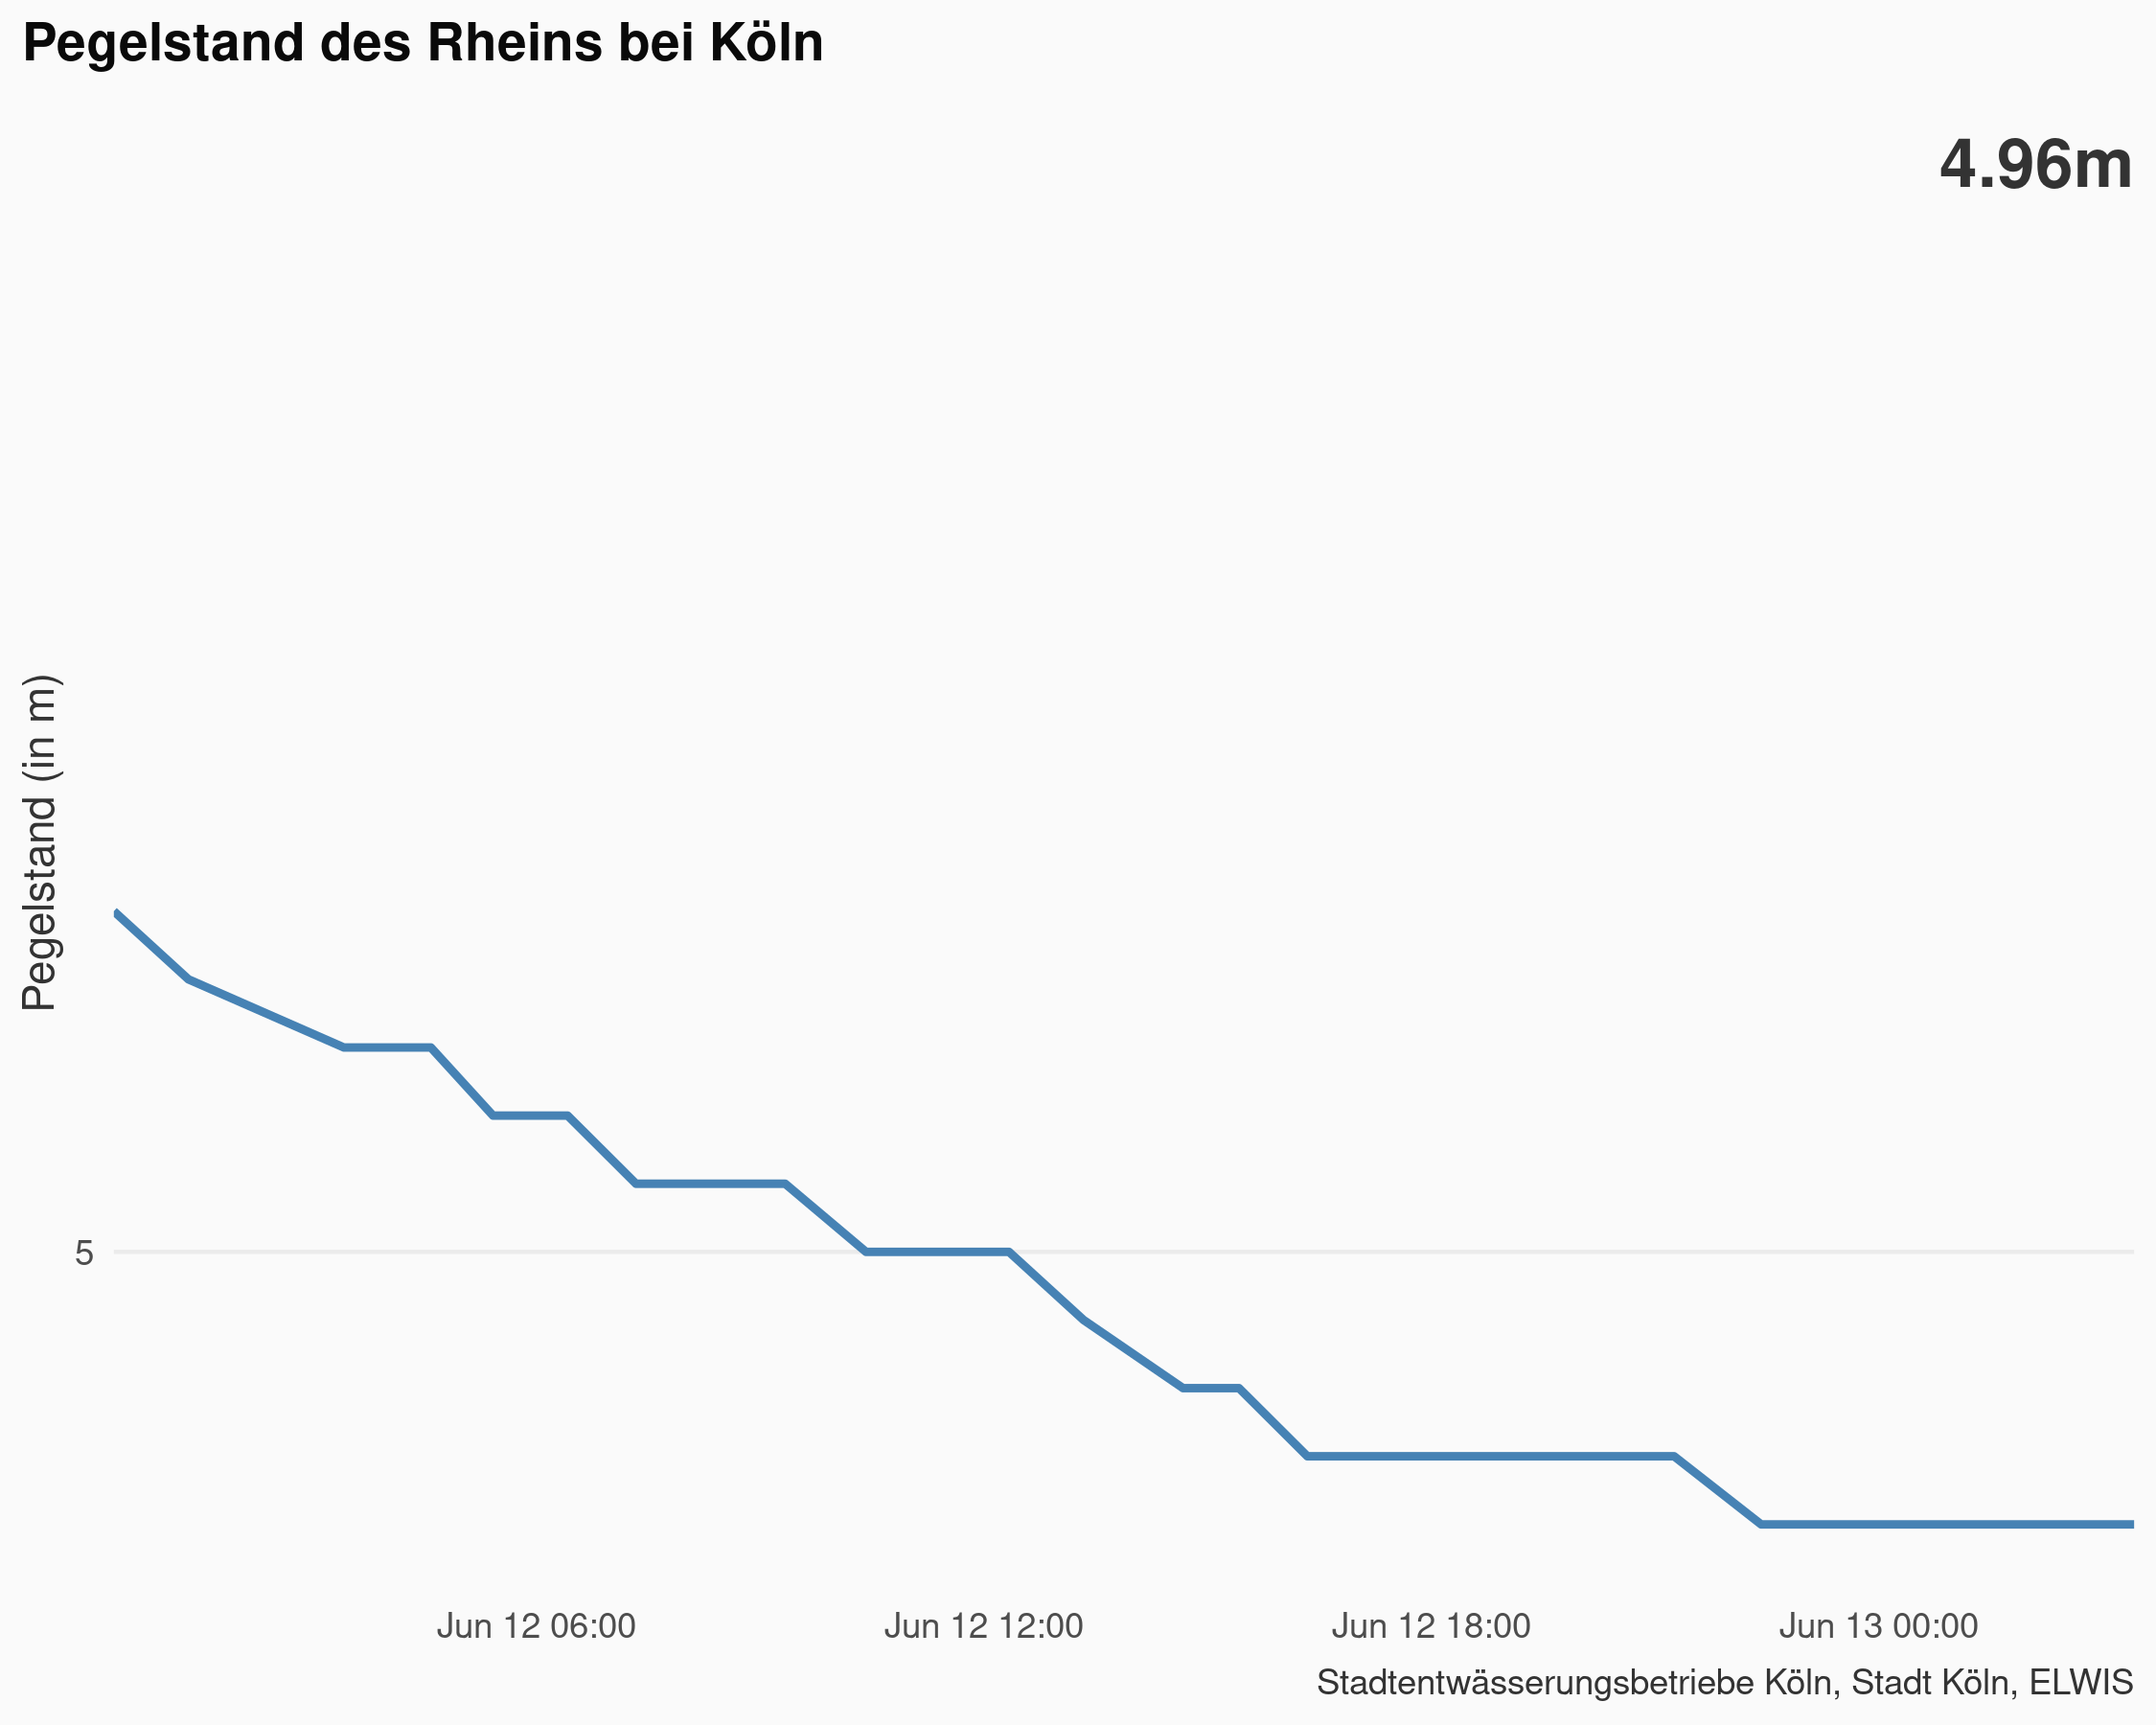 Pegelstand des Rheins bei Köln
4.96m
Pegelstand (in m)
5
Jun 12 06:00
Jun 12 12:00
Jun 12 18:00
Jun 13 00:00
Stadtentwässerungsbetriebe Köln, Stadt Köln, ELWIS